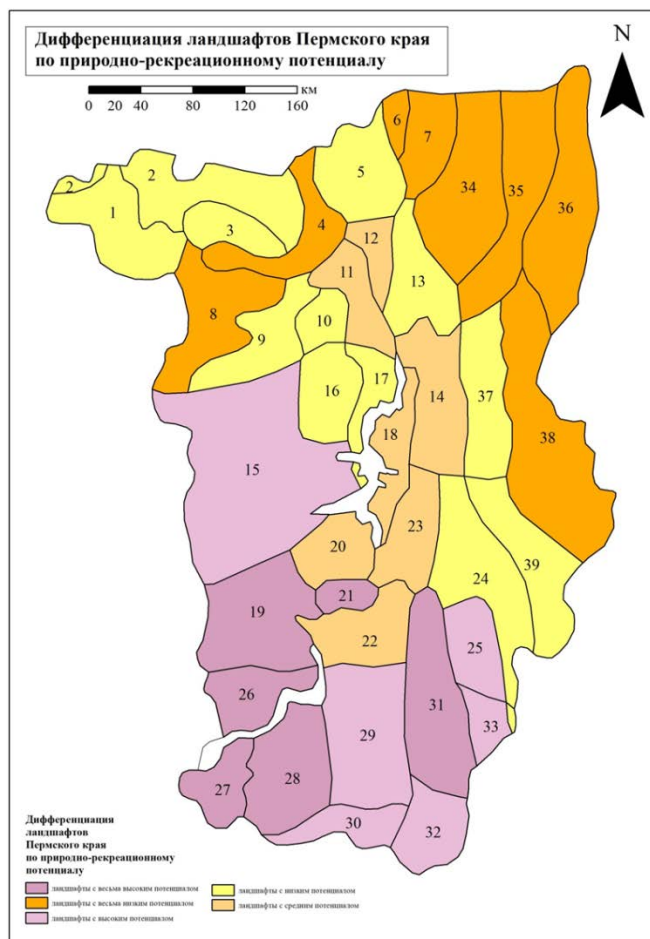 Дифференциация ландшафтов Пермского края
по природно-рекреационному потенциалу
N
км
0 20 40 80 120 160
6
7
5
2
2
34
35
36
1
3
4
12
11
13
8
10
9
17
16
14
37
18
38
15
23
20
39
24
21
19
22
25
26
31
33
29
28
27
30
32
Дифференциация
ландшафтов
Пермского края
по природно-рекреационному
потенциалу
ландшафты с весьма высоким потенциалом
ландшафты с весьма низким потенциалом
ландшафты с высоким потенциалом
ландшафты с низким потенциалом
ландшафты с средним потенциалом